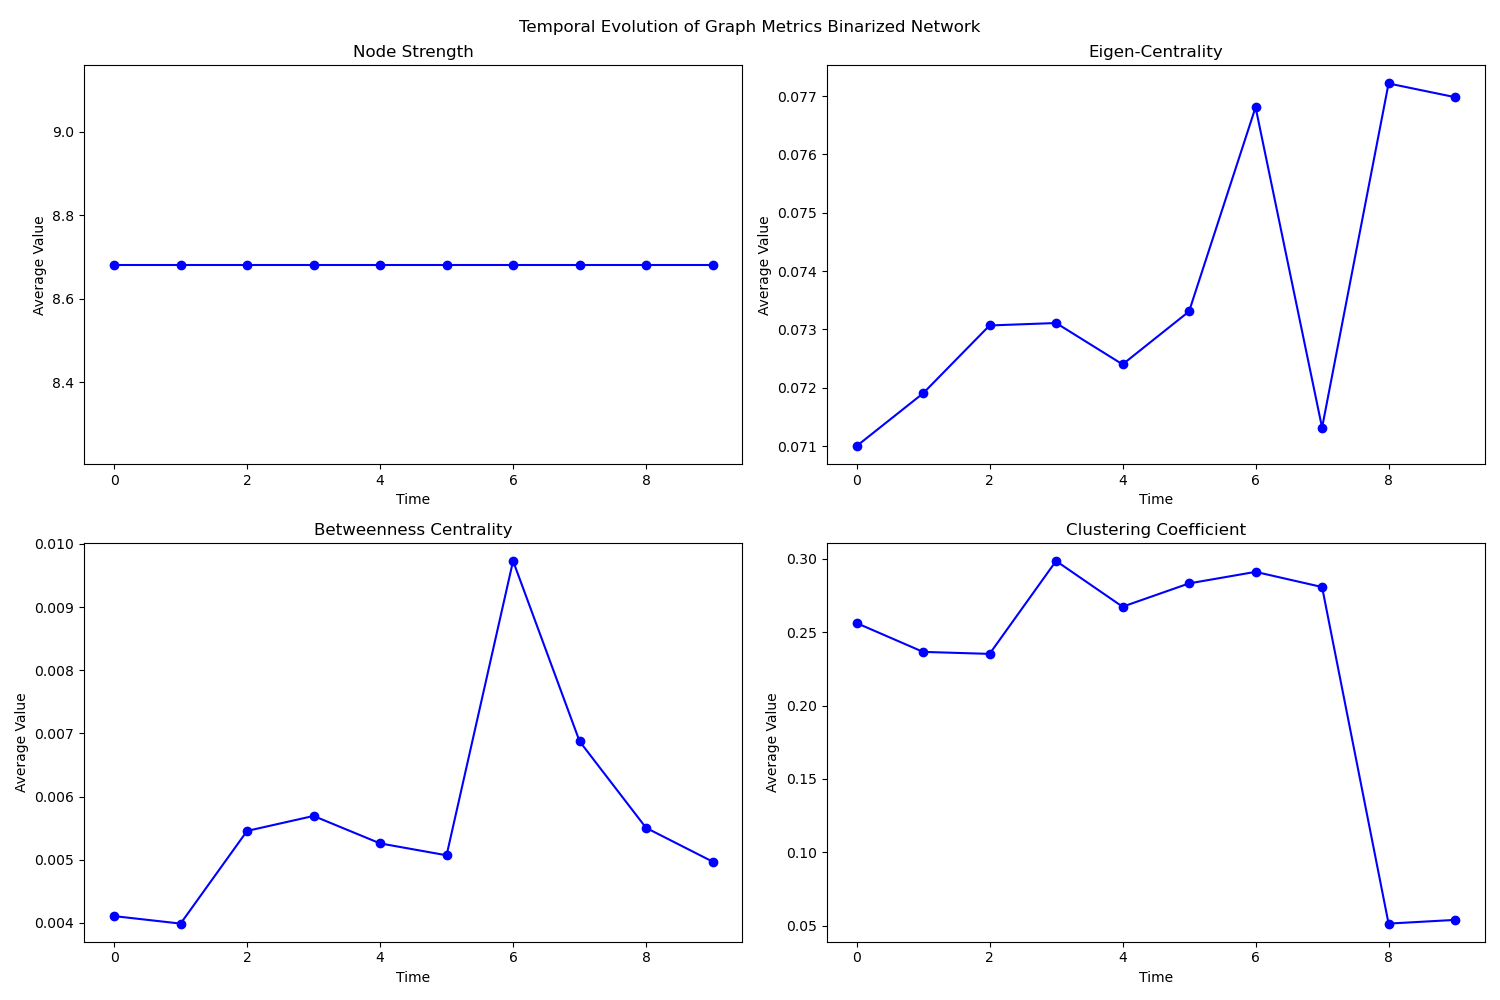 Temporal Evolution of Graph Metrics Binarized Network
Node Strength
Average Value
9.0
8.8
8.6
8.4
0 2 4 6 8
Time
Eigen-Centrality
Average Value
0.077
0.076
0.075
0.074
0.073
0.072
0.071
0 2 4 6 8
Time
Betweenness Centrality
Average Value
0.010
0.009
0.008
0.007
0.006
0.005
0.004
0 2 4 6 8
Time
Clustering Coefficient
Average Value
0.30
0.25
0.20
0.15
0.10
0.05
0 2 4 6 8
Time